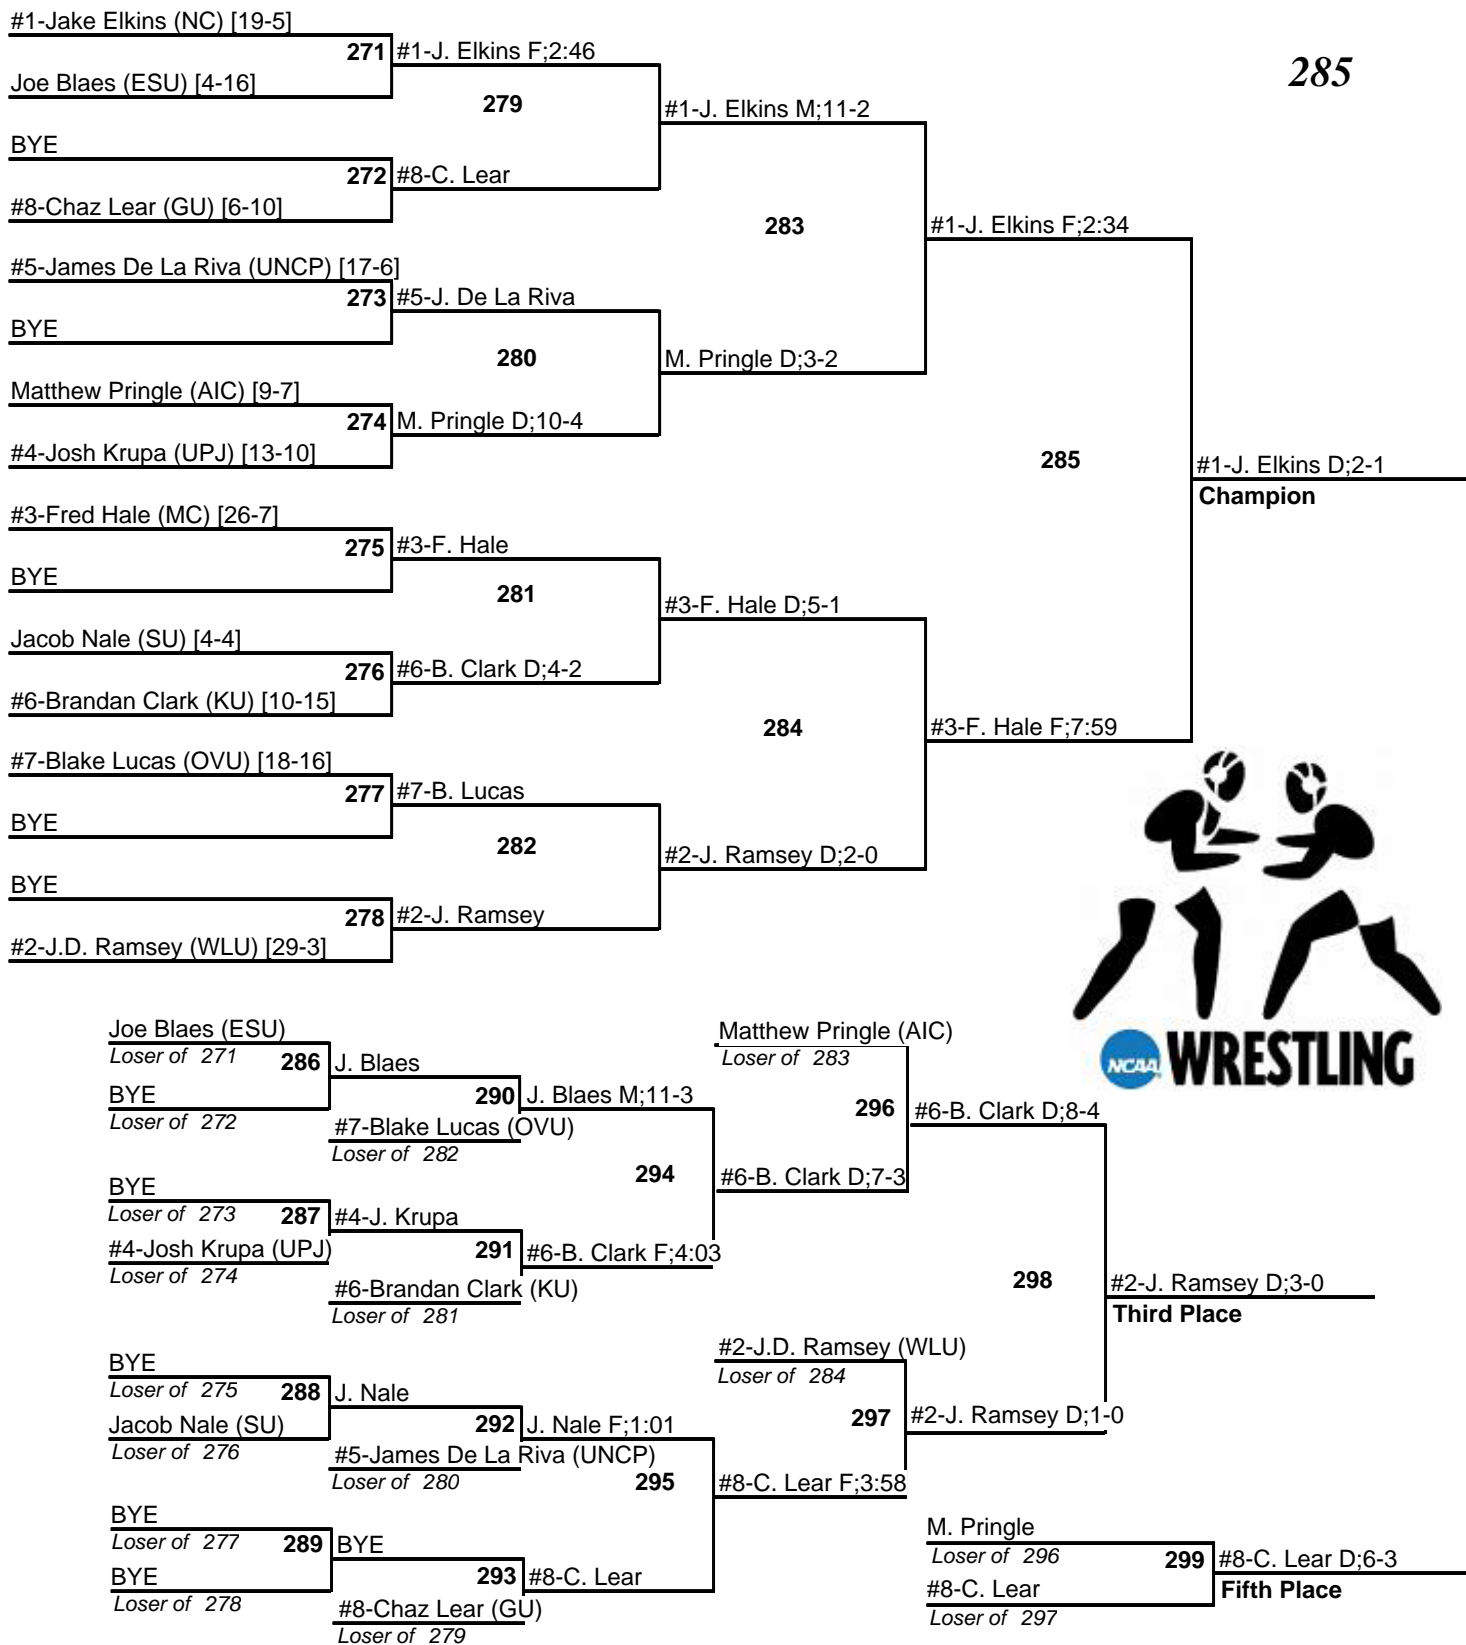 #1-Jake Elkins (NC) [19-5]
271 #1-J. Elkins F;2:46
285
Joe Blaes (ESU) [4-16]
279
#1-J. Elkins M;11-2
BYE
272 #8-C. Lear
#8-Chaz Lear (GU) [6-10]
283
#1-J. Elkins F;2:34
#5-James De La Riva (UNCP) [17-6]
273 #5-J. De La Riva
BYE
280
M. Pringle D;3-2
Matthew Pringle (AIC) [9-7]
274 M. Pringle D;10-4
#4-Josh Krupa (UPJ) [13-10]
285
#1-J. Elkins D;2-1
Champion
#3-Fred Hale (MC) [26-7]
275 #3-F. Hale
BYE
281
#3-F. Hale D;5-1
Jacob Nale (SU) [4-4]
276 #6-B. Clark D;4-2
#6-Brandan Clark (KU) [10-15]
284
#3-F. Hale F;7:59
#7-Blake Lucas (OVU) [18-16]
277 #7-B. Lucas
BYE
282
#2-J. Ramsey D;2-0
BYE
278 #2-J. Ramsey
#2-J.D. Ramsey (WLU) [29-3]
NCAA WRESTLING
Joe Blaes (ESU)
Loser of 271
286 J. Blaes
BYE
Loser of 272
290 J. Blaes M;11-3
#7-Blake Lucas (OVU)
Loser of 282
Matthew Pringle (AIC)
Loser of 283
296 #6-B. Clark D;8-4
294 #6-B. Clark D;7-3
BYE
Loser of 273
287 #4-J. Krupa
#4-Josh Krupa (UPJ)
Loser of 274
291 #6-B. Clark F;4:03
#6-Brandan Clark (KU)
Loser of 281
298 #2-J. Ramsey D;3-0
Third Place
BYE
Loser of 275
288 J. Nale
Jacob Nale (SU)
Loser of 276
292 J. Nale F;1:01
#5-James De La Riva (UNCP)
Loser of 280
#2-J.D. Ramsey (WLU)
Loser of 284
297 #2-J. Ramsey D;1-0
295 #8-C. Lear F;3:58
BYE
Loser of 277
289 BYE
BYE
Loser of 278
293 #8-C. Lear
#8-Chaz Lear (GU)
Loser of 279
M. Pringle
Loser of 296
299 #8-C. Lear D;6-3
Fifth Place
#8-C. Lear
Loser of 297